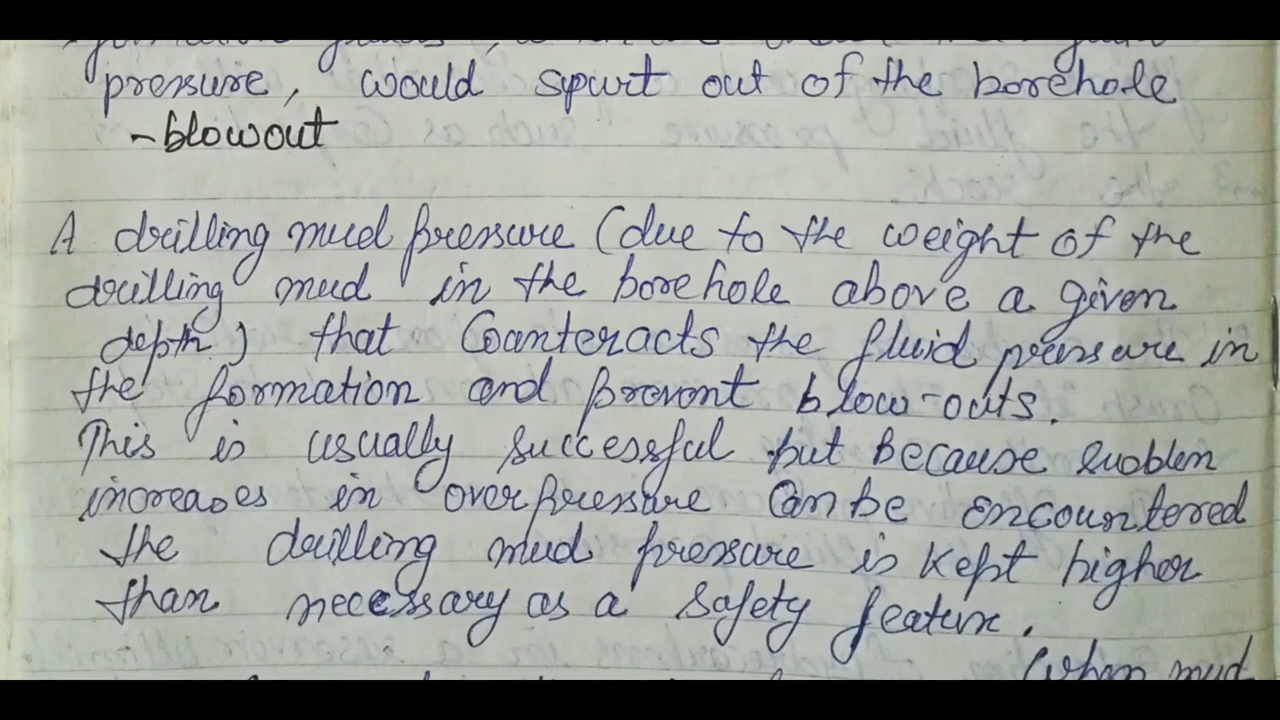 pressure, would spurt out of the borehole
- blowout
A drilling mud pressure (due to the weight of the
drilling mud in the borehole above a given
depth) that Counteracts the fluid pressure in
the formation and prevent blow-outs.
This is usually successful but because sudden
increases in overpressure can be encountered
the drilling mud pressure is kept higher
than necessary as a safety feature.
(when mud